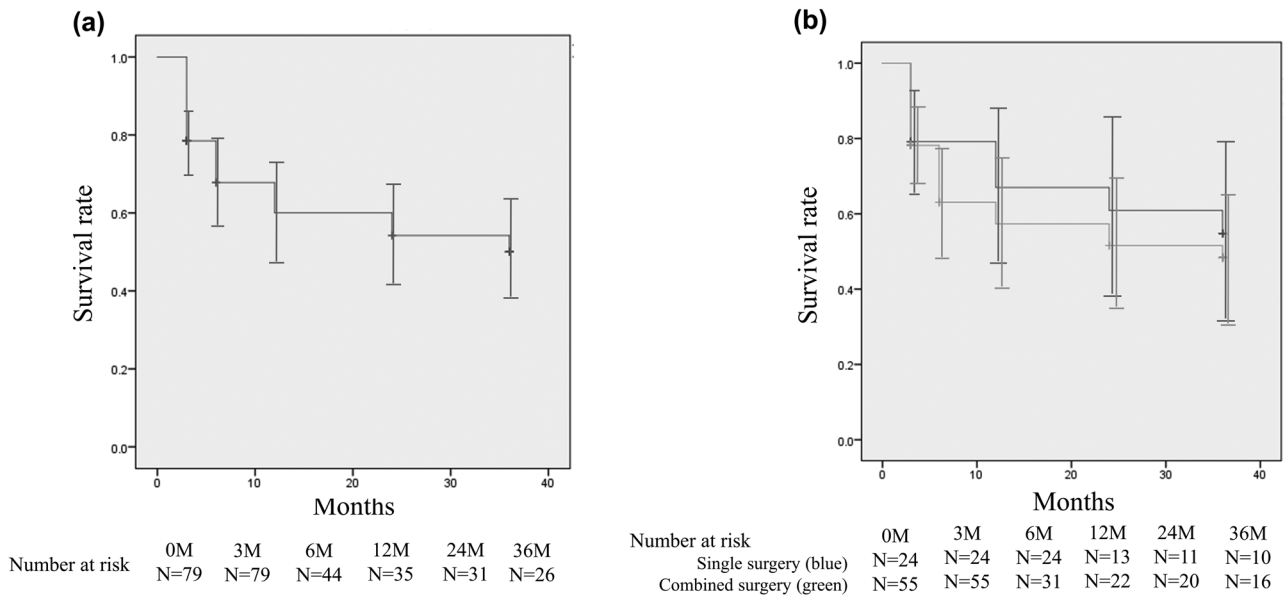 (a)
Survival rate
1.0
0.8
0.6
0.4
0.2
0.0
0 10 20 30 40
Months
0M 3M 6M 12M 24M 36M
Number at risk N=79 N=79 N=44 N=35 N=31 N=26
(b)
Survival rate
1.0
0.8
0.6
0.4
0.2
0.0
0 10 20 30 40
Months
Number at risk 0M 3M 6M 12M 24M 36M
Single surgery (blue) N=24 N=24 N=24 N=13 N=11 N=10
Combined surgery (green) N=55 N=55 N=31 N=22 N=20 N=16